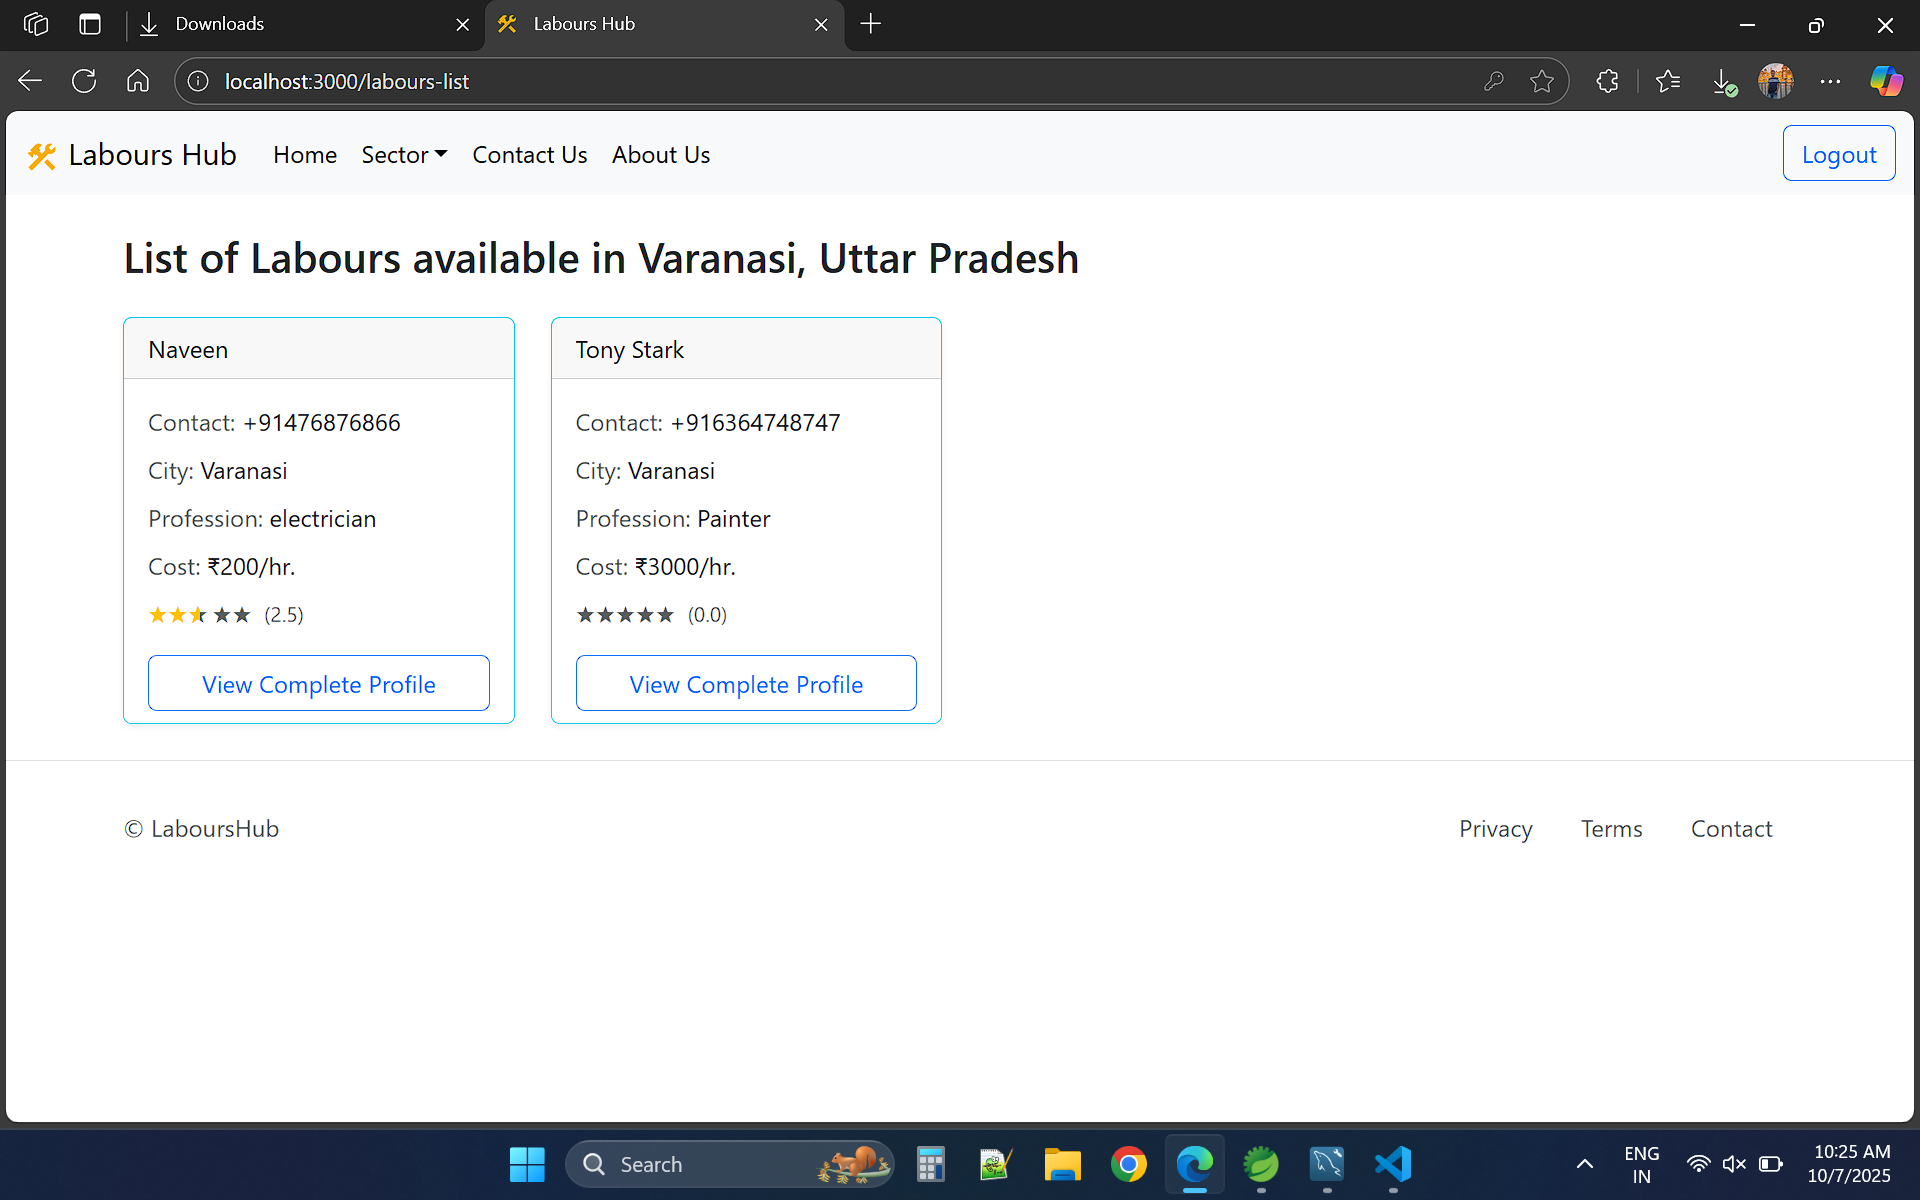 Downloads
Labours Hub
localhost:3000/labours-list
Labours Hub
Home
Sector
Contact Us
About Us
Logout
List of Labours available in Varanasi, Uttar Pradesh
Naveen
Contact: +91476876866
City: Varanasi
Profession: electrician
Cost: ₹200/hr.
(2.5)
View Complete Profile
Tony Stark
Contact: +916364748747
City: Varanasi
Profession: Painter
Cost: ₹3000/hr.
(0.0)
View Complete Profile
© LaboursHub
Privacy
Terms
Contact
Search
ENG
IN
10:25 AM
10/7/2025